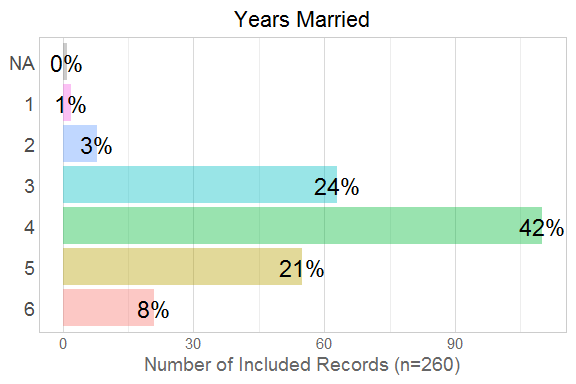 Years Married
NA 0%
1 1%
2 3%
3 24%
4 42%
5 21%
6 8%
0 30 60 90
Number of Included Records (n=260)